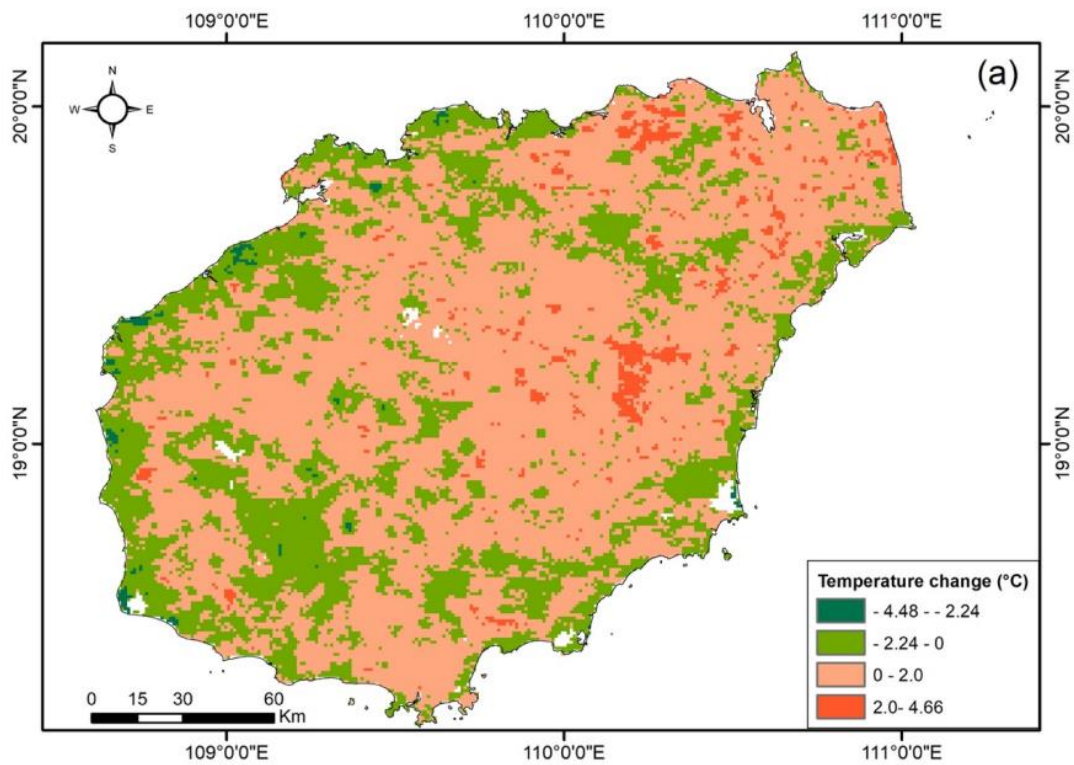 109°0'0"E 110°0'0"E 111°0'0"E
(a)
N
W E
S
20°0'0"N 20°0'0"N
19°0'0"N 19°0'0"N
Temperature change (°C)
- 4.48 - - 2.24
- 2.24 - 0
0 - 2.0
2.0- 4.66
0 15 30 60
Km
109°0'0"E 110°0'0"E 111°0'0"E